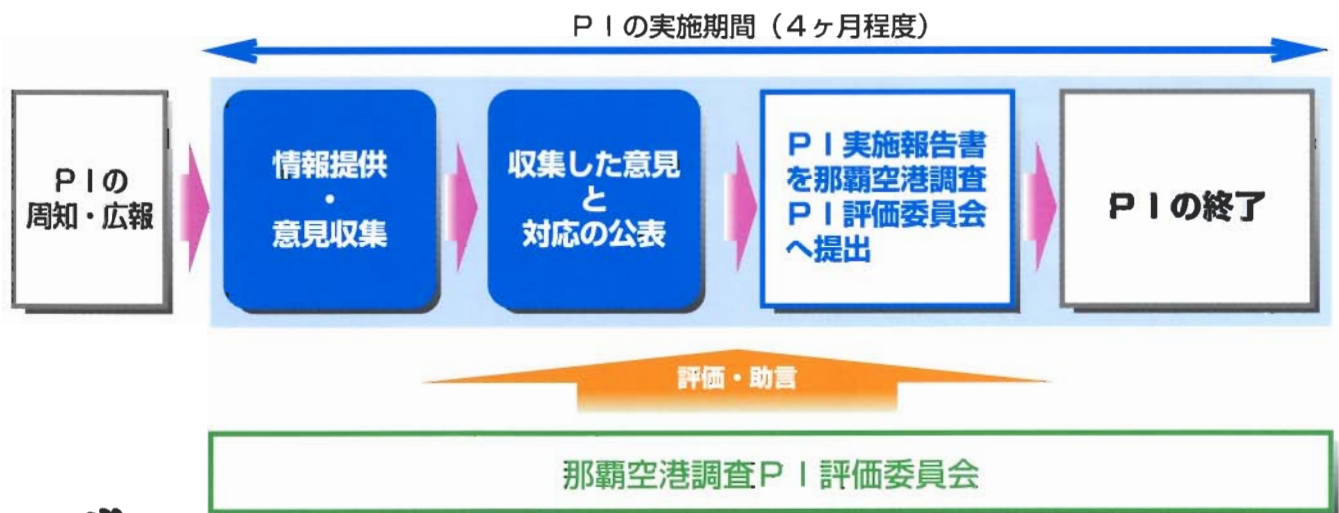 ＰＩの実施期間（４ヶ月程度）
ＰＩの
周知・広報
情報提供
・
意見収集
収集した意見
と
対応の公表
ＰＩ実施報告書
を那覇空港調査
ＰＩ評価委員会
へ提出
ＰＩの終了
評価・助言
那覇空港調査ＰＩ評価委員会